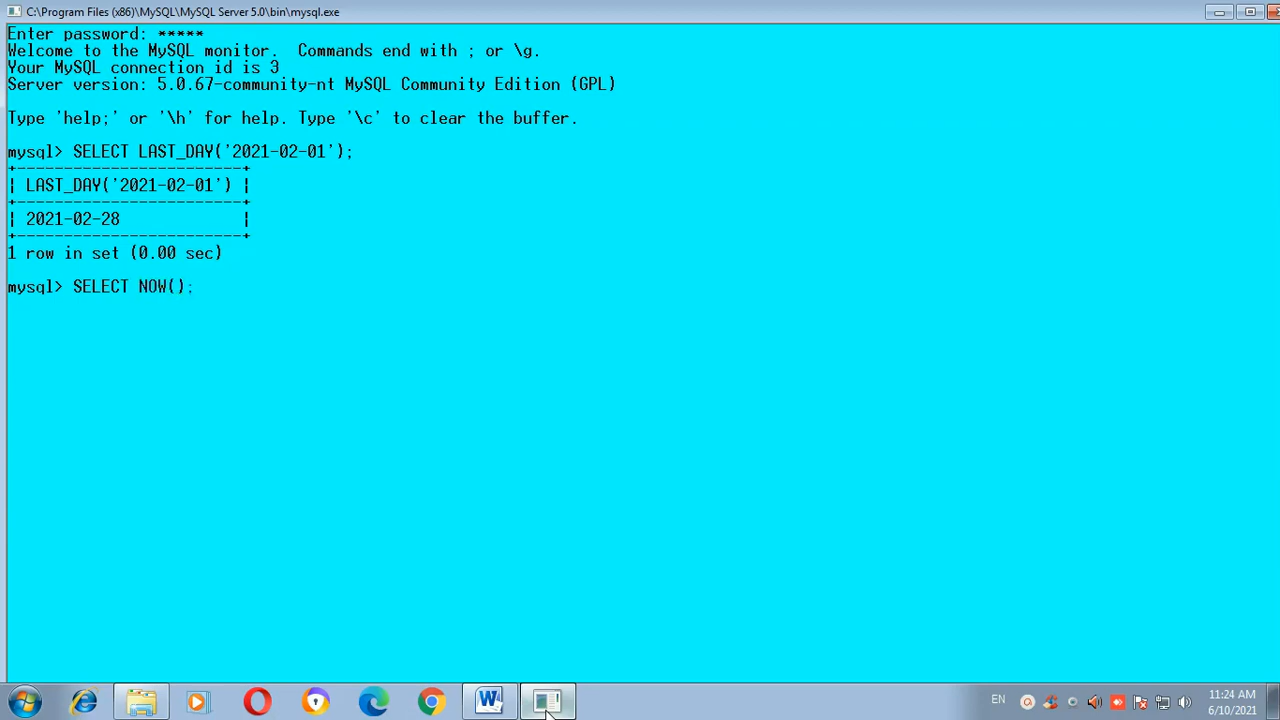 C:\Program Files (x86)\MySQL\MySQL Server 5.0\bin\mysql.exe
Enter password: *****
Welcome to the MySQL monitor.  Commands end with ; or \g.
Your MySQL connection id is 3
Server version: 5.0.67-community-nt MySQL Community Edition (GPL)
Type 'help;' or '\h' for help. Type '\c' to clear the buffer.
mysql> SELECT LAST_DAY('2021-02-01');
+------------------------+
| LAST_DAY('2021-02-01') |
+------------------------+
| 2021-02-28             |
+------------------------+
1 row in set (0.00 sec)
mysql> SELECT NOW();
EN
11:24 AM
6/10/2021